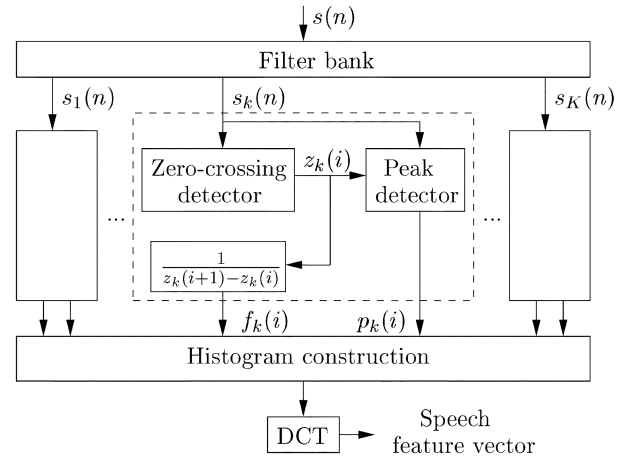 s(n)
Filter bank
s_1(n)
s_k(n)
s_K(n)
Zero-crossing
detector
z_k(i)
Peak
detector
...
...
1
z_k(i+1)−z_k(i)
f_k(i)
p_k(i)
Histogram construction
DCT
Speech
feature vector